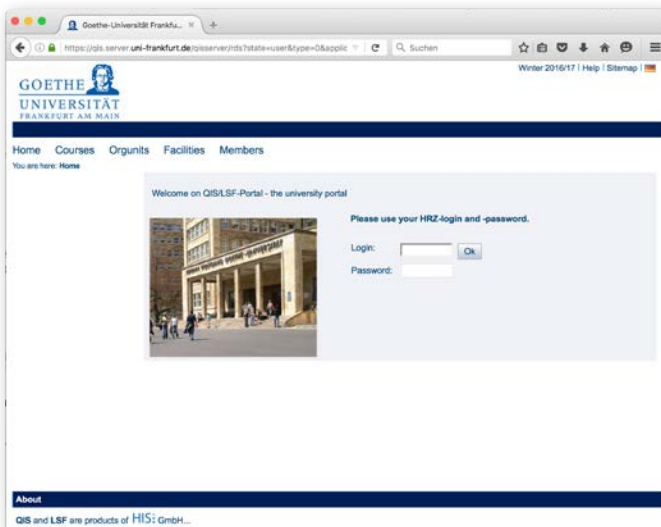 Goethe-Universität Frankfu...
https://qis.server.uni-frankfurt.de/qisserver/rds?state=user&type=0&applic
Suchen
Winter 2016/17 | Help | Sitemap |
GOETHE
UNIVERSITÄT
FRANKFURT AM MAIN
Home Courses Orgunits Facilities Members
You are here: Home
Welcome on QIS/LSF-Portal - the university portal
Please use your HRZ-login and -password.
Login: Ok
Password:
About
QIS and LSF are products of HIS: GmbH...